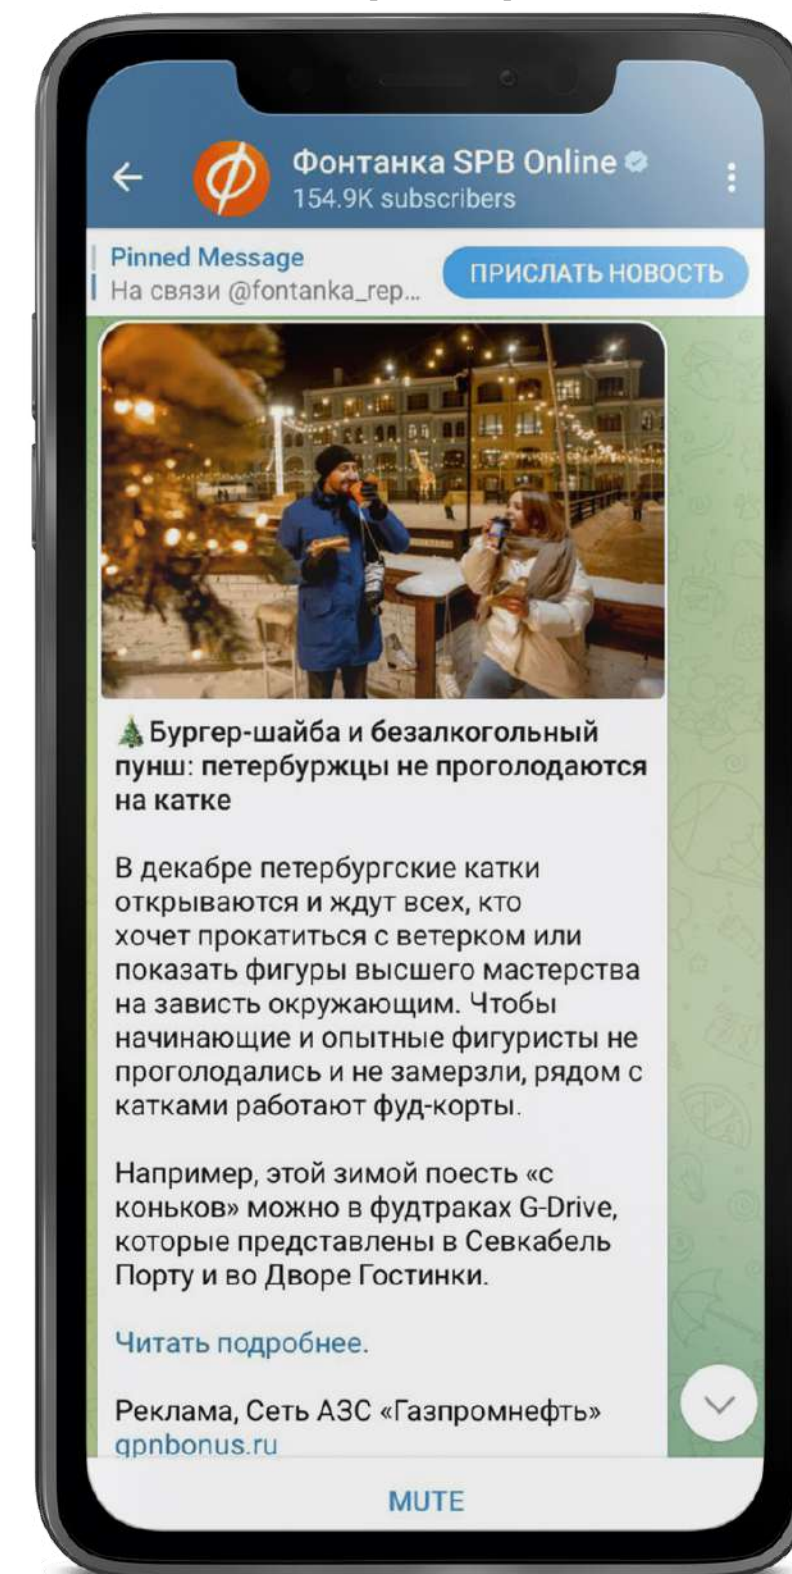 Фонтанка SPB Online
154.9K subscribers
Pinned Message
На связи @fontanka_rep...
ПРИСЛАТЬ НОВОСТЬ
🎄Бургер-шайба и безалкогольный
пунш: петербуржцы не проголодаются
на катке
В декабре петербургские катки
открываются и ждут всех, кто
хочет прокатиться с ветерком или
показать фигуры высшего мастерства
на зависть окружающим. Чтобы
начинающие и опытные фигуристы не
проголодались и не замерзли, рядом с
катками работают фуд-корты.
Например, этой зимой поесть «с
коньков» можно в фудтраках G-Drive,
которые представлены в Севкабель
Порту и во Дворе Гостинки.
Читать подробнее.
Реклама, Сеть АЗС «Газпромнефть»
gpnbonus.ru
MUTE